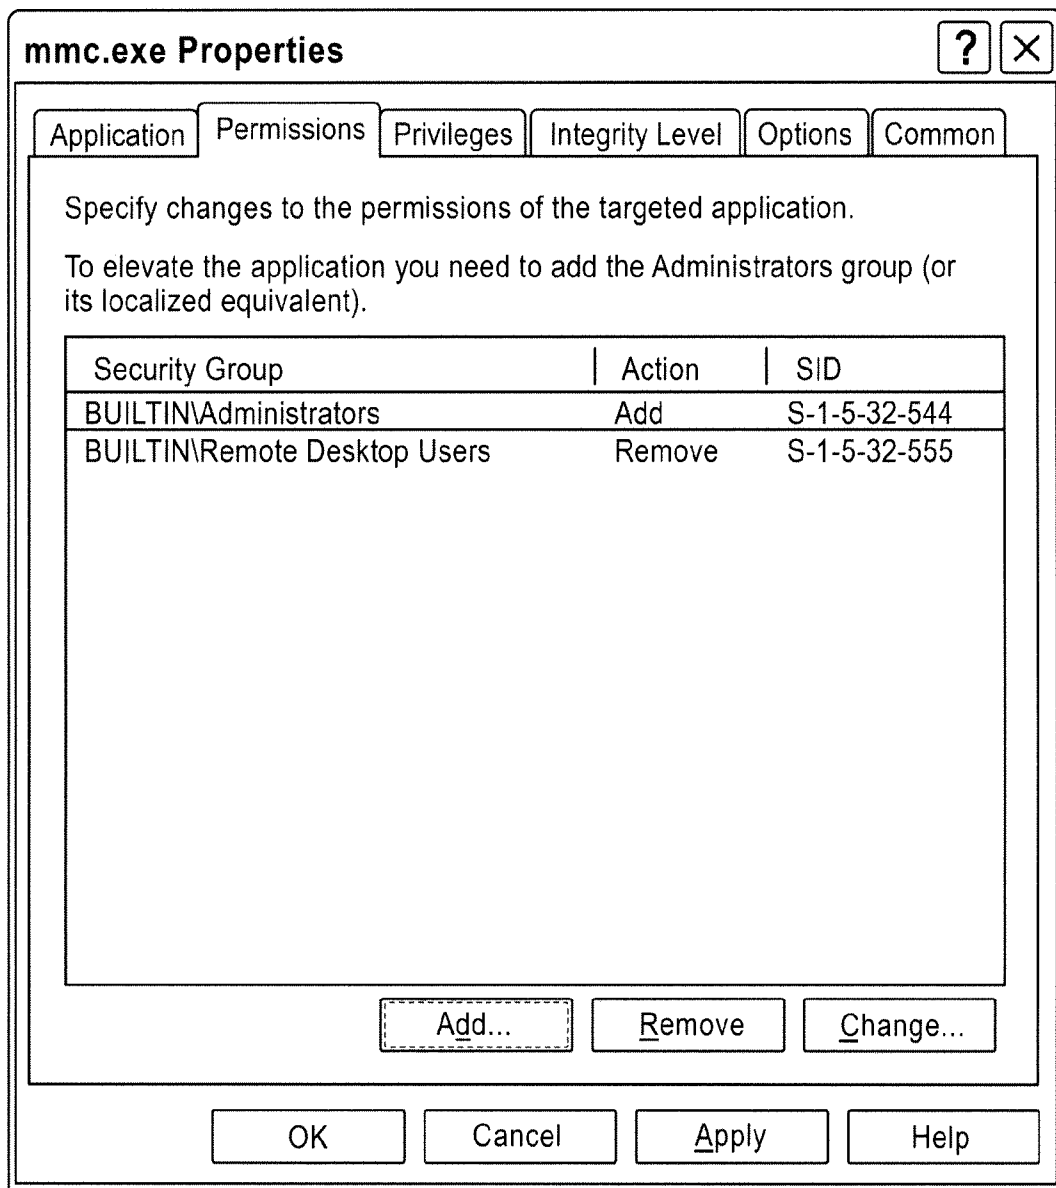 mmc.exe Properties ? X
Application Permissions Privileges Integrity Level Options Common
Specify changes to the permissions of the targeted application.
To elevate the application you need to add the Administrators group (or
its localized equivalent).
Security Group Action SID
BUILTIN\Administrators Add S-1-5-32-544
BUILTIN\Remote Desktop Users Remove S-1-5-32-555
Add... Remove Change...
OK Cancel Apply Help